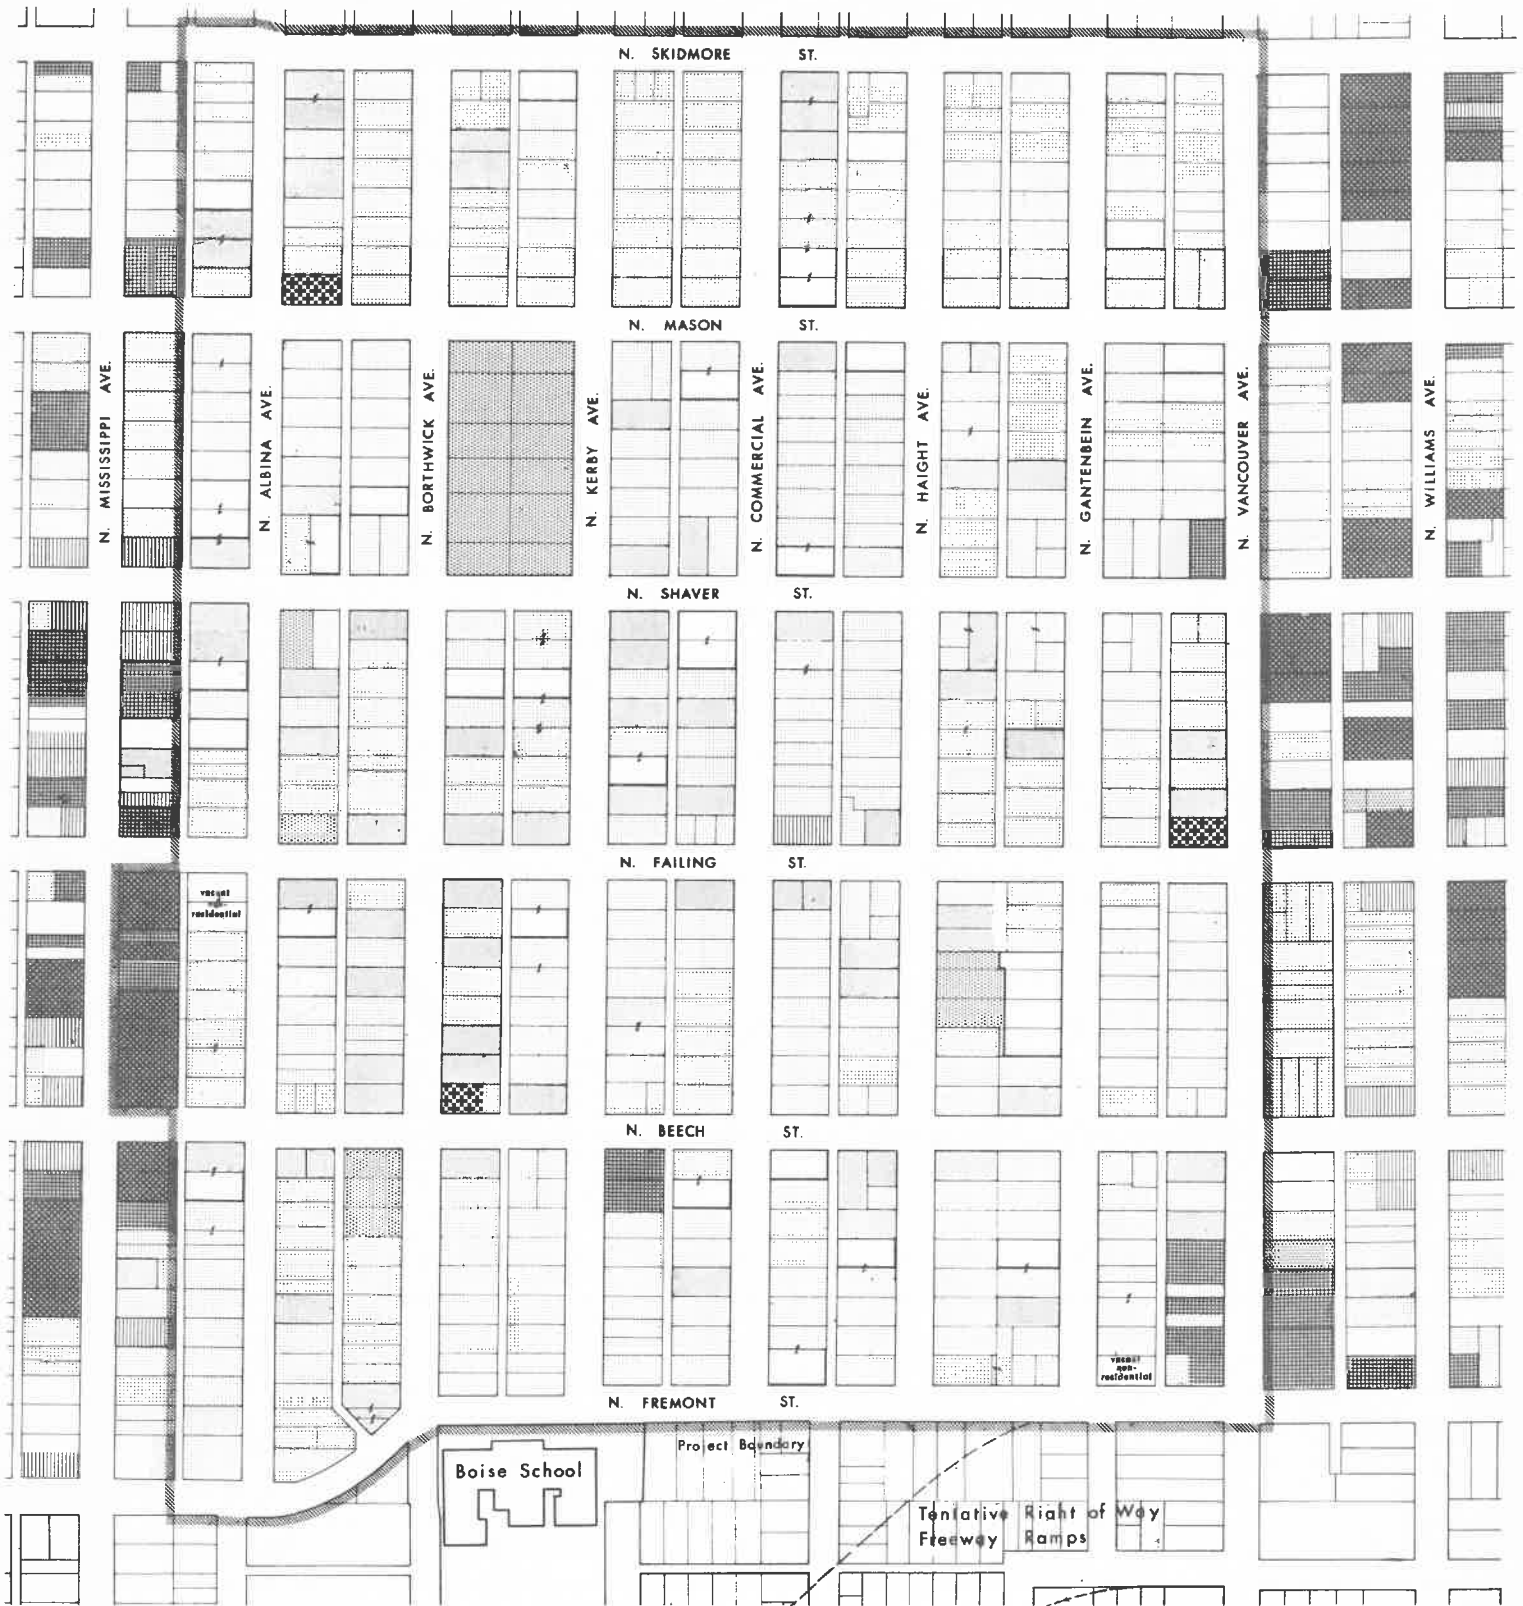 N. SKIDMORE ST.
N. MASON ST.
N. MISSISSIPPI AVE.
N. ALBINA AVE.
N. BORTHWICK AVE.
N. KERBY AVE.
N. COMMERCIAL AVE.
N. HAIGHT AVE.
N. GANTENBEIN AVE.
N. VANCOUVER AVE.
N. WILLIAMS AVE.
N. SHAVER ST.
N. FAILING ST.
vacant
non-
residential
N. BEECH ST.
vacant
non-
residential
N. FREMONT ST.
Project Boundary
Boise School
Tentative Right of Way
Freeway Ramps